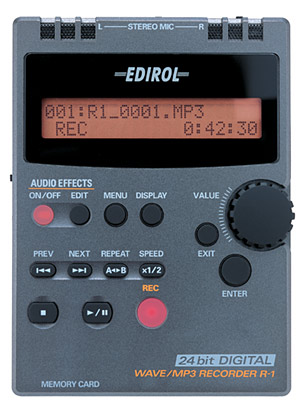 L STEREO MIC R
EDIROL
001:R1_0001.MP3
REC 0:42:30
AUDIO EFFECTS
ON/OFF EDIT MENU DISPLAY VALUE
EXIT
PREV NEXT REPEAT SPEED
A◄►B x1/2
ENTER
REC
24bit DIGITAL
WAVE/MP3 RECORDER R-1
MEMORY CARD